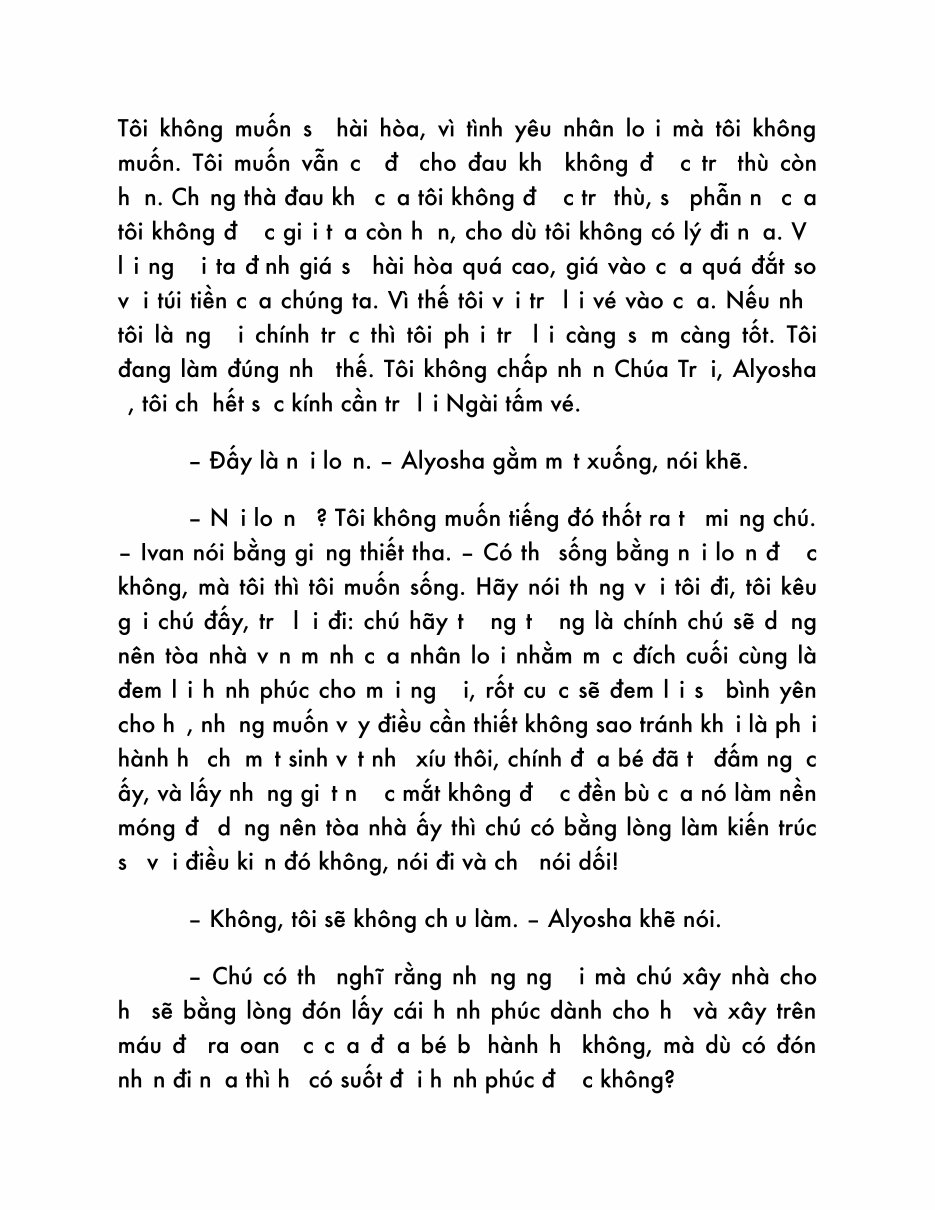 Tôi không muốn s  hài hòa, vì tình yêu nhân lo i mà tôi không
muốn. Tôi muốn vẫn c  đ  cho đau kh  không đ  c tr  thù còn
h n. Ch ng thà đau kh  c a tôi không đ  c tr  thù, s  phẫn n  c a
tôi không đ  c gi i t a còn h n, cho dù tôi không có lý đi n a. V
l i ng  i ta đ nh giá s  hài hòa quá cao, giá vào c a quá đắt so
v i túi tiền c a chúng ta. Vì thế tôi v i tr  l i vé vào c a. Nếu nh
tôi là ng  i chính tr c thì tôi ph i tr  l i càng s m càng tốt. Tôi
đang làm đúng nh  thế. Tôi không chấp nh n Chúa Tr i, Alyosha
 , tôi ch  hết s c kính cần tr  l i Ngài tấm vé.
– Đấy là n i lo n. – Alyosha gằm m t xuống, nói khẽ.
– N i lo n  ? Tôi không muốn tiếng đó thốt ra t  mi ng chú.
– Ivan nói bằng gi ng thiết tha. – Có th  sống bằng n i lo n đ  c
không, mà tôi thì tôi muốn sống. Hãy nói th ng v i tôi đi, tôi kêu
g i chú đấy, tr  l i đi: chú hãy t  ng t  ng là chính chú sẽ d ng
nên tòa nhà v n m nh c a nhân lo i nhằm m c đích cuối cùng là
đem l i h nh phúc cho m i ng  i, rốt cu c sẽ đem l i s  bình yên
cho h , nh ng muốn v y điều cần thiết không sao tránh kh i là ph i
hành h  ch  m t sinh v t nh  xíu thôi, chính đ a bé đã t  đấm ng c
ấy, và lấy nh ng gi t n  c mắt không đ  c đền bù c a nó làm nền
móng đ  d ng nên tòa nhà ấy thì chú có bằng lòng làm kiến trúc
s  v i điều ki n đó không, nói đi và ch  nói dối!
– Không, tôi sẽ không ch u làm. – Alyosha khẽ nói.
– Chú có th  nghĩ rằng nh ng ng  i mà chú xây nhà cho
h  sẽ bằng lòng đón lấy cái h nh phúc dành cho h  và xây trên
máu đ  ra oan  c c a đ a bé b  hành h  không, mà dù có đón
nh n đi n a thì h  có suốt đ i h nh phúc đ  c không?